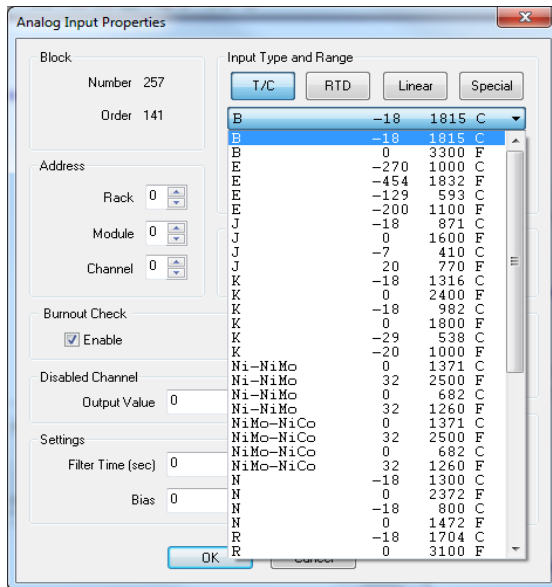 Analog Input Properties
Block
Number 257
Order 141
Input Type and Range
T/C RTD Linear Special
B −18 1815 C
B −18 1815 C
B 0 3300 F
E −270 1000 C
E −454 1832 F
E −129 593 C
E −200 1100 F
J −18 871 C
J 0 1600 F
J −7 410 C
J 20 770 F
K −18 1316 C
K 0 2400 F
K −18 982 C
K 0 1800 F
K −29 538 C
K −20 1000 F
Ni−NiMo 0 1371 C
Ni−NiMo 32 2500 F
Ni−NiMo 0 682 C
Ni−NiMo 32 1260 F
NiMo−NiCo 0 1371 C
NiMo−NiCo 32 2500 F
NiMo−NiCo 0 682 C
NiMo−NiCo 32 1260 F
N −18 1300 C
N 0 2372 F
N −18 800 C
N 0 1472 F
R −18 1704 C
R 0 3100 F
Address
Rack 0
Module 0
Channel 0
Burnout Check
Enable
Disabled Channel
Output Value 0
Settings
Filter Time (sec) 0
Bias 0
OK